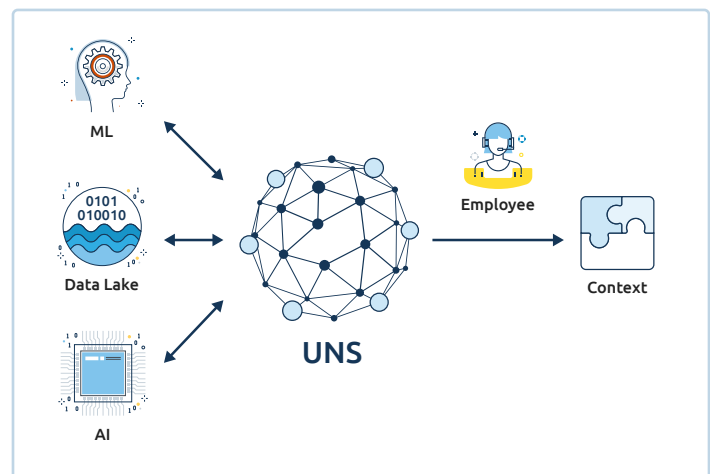 ML
0101
010010
Data Lake
AI
UNS
Employee
Context